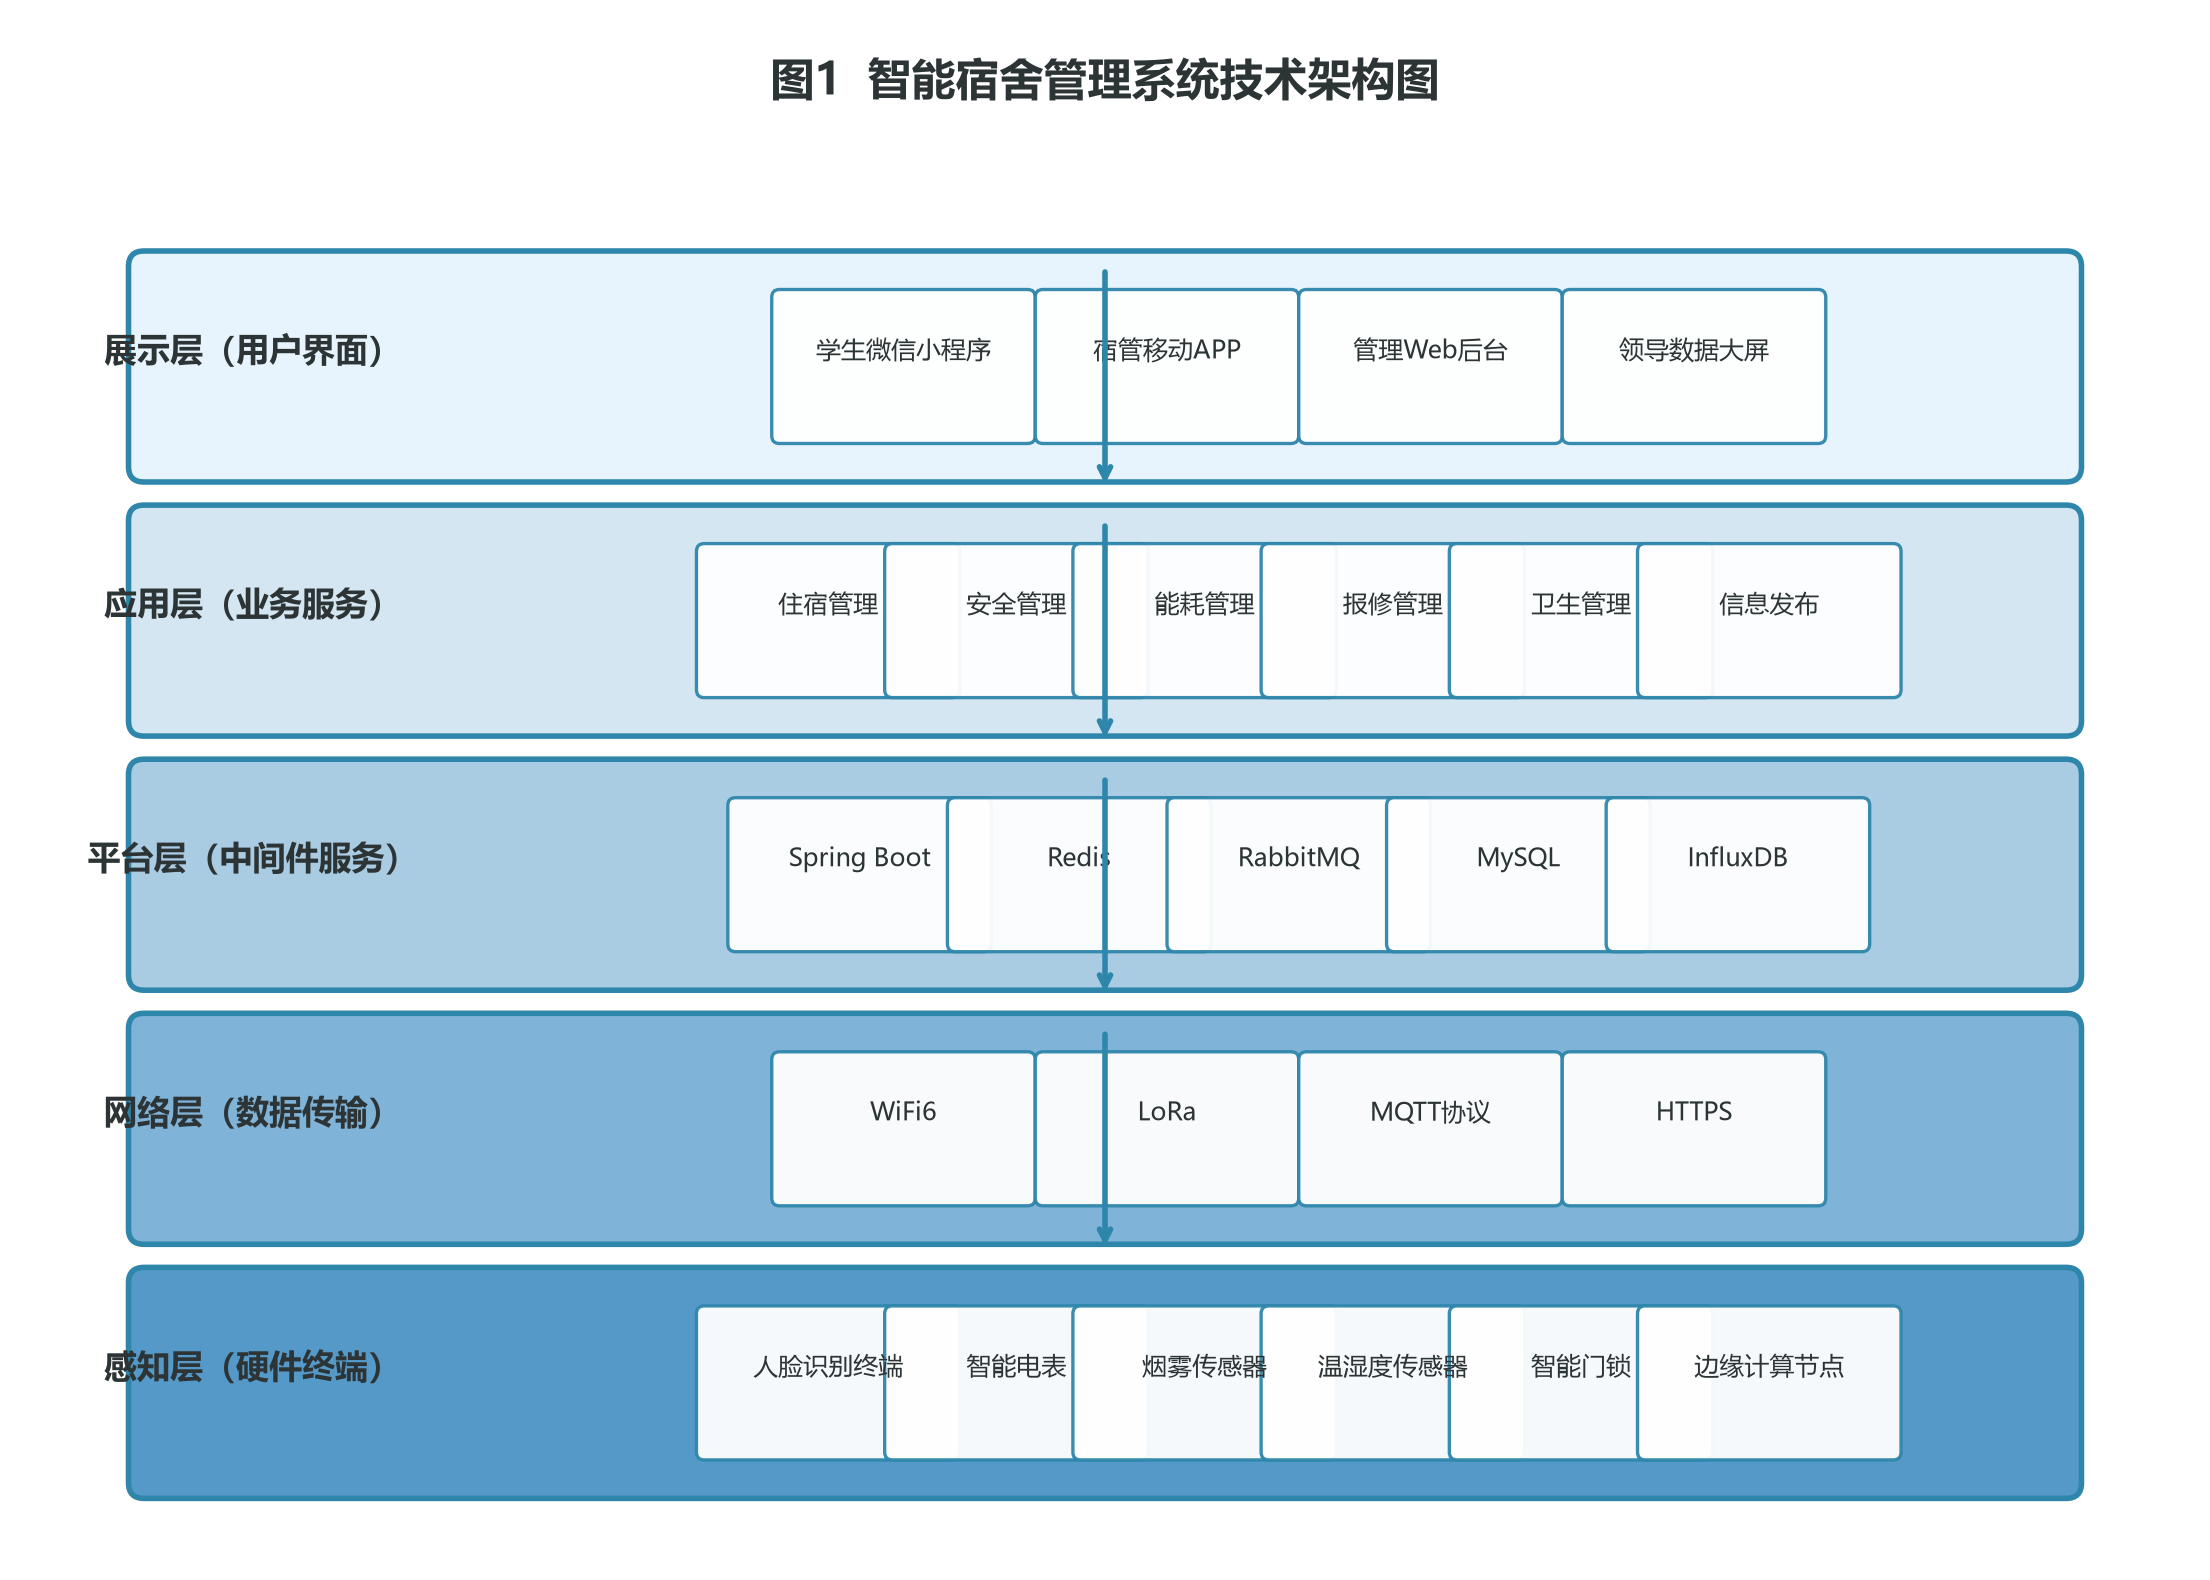 图1 智能宿舍管理系统技术架构图
展示层（用户界面）
学生微信小程序
宿管移动APP
管理Web后台
领导数据大屏
应用层（业务服务）
住宿管理
安全管理
能耗管理
报修管理
卫生管理
信息发布
平台层（中间件服务）
Spring Boot
Redis
RabbitMQ
MySQL
InfluxDB
网络层（数据传输）
WiFi6
LoRa
MQTT协议
HTTPS
感知层（硬件终端）
人脸识别终端
智能电表
烟雾传感器
温湿度传感器
智能门锁
边缘计算节点